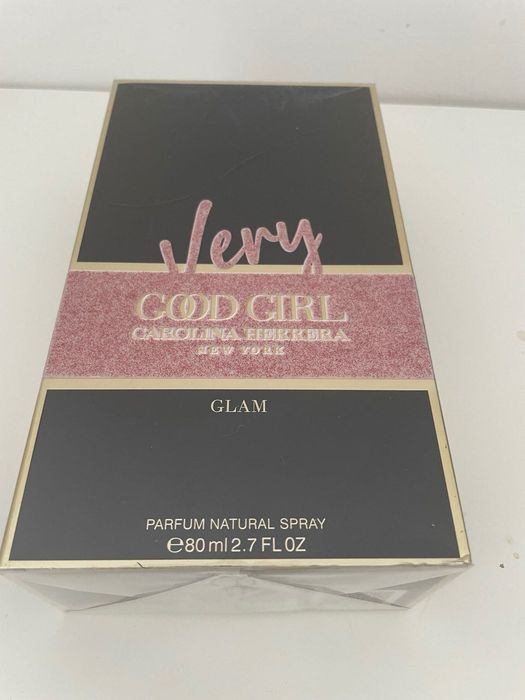 Very
GOOD GIRL
CAROLINA HERRERA
NEW YORK
GLAM
PARFUM NATURAL SPRAY
℮80 ml 2.7 FL OZ